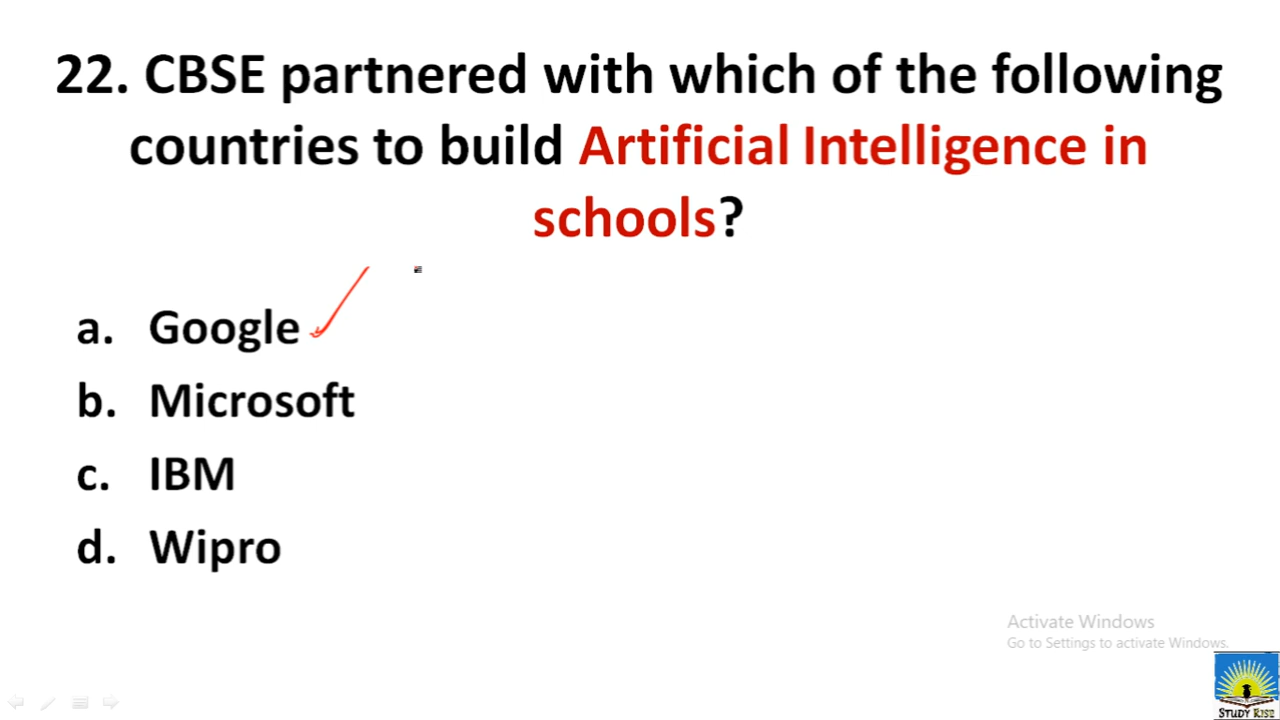 22. CBSE partnered with which of the following
countries to build Artificial Intelligence in
schools?
a. Google
b. Microsoft
c. IBM
d. Wipro
Activate Windows
Go to Settings to activate Windows.
STUDY RISE